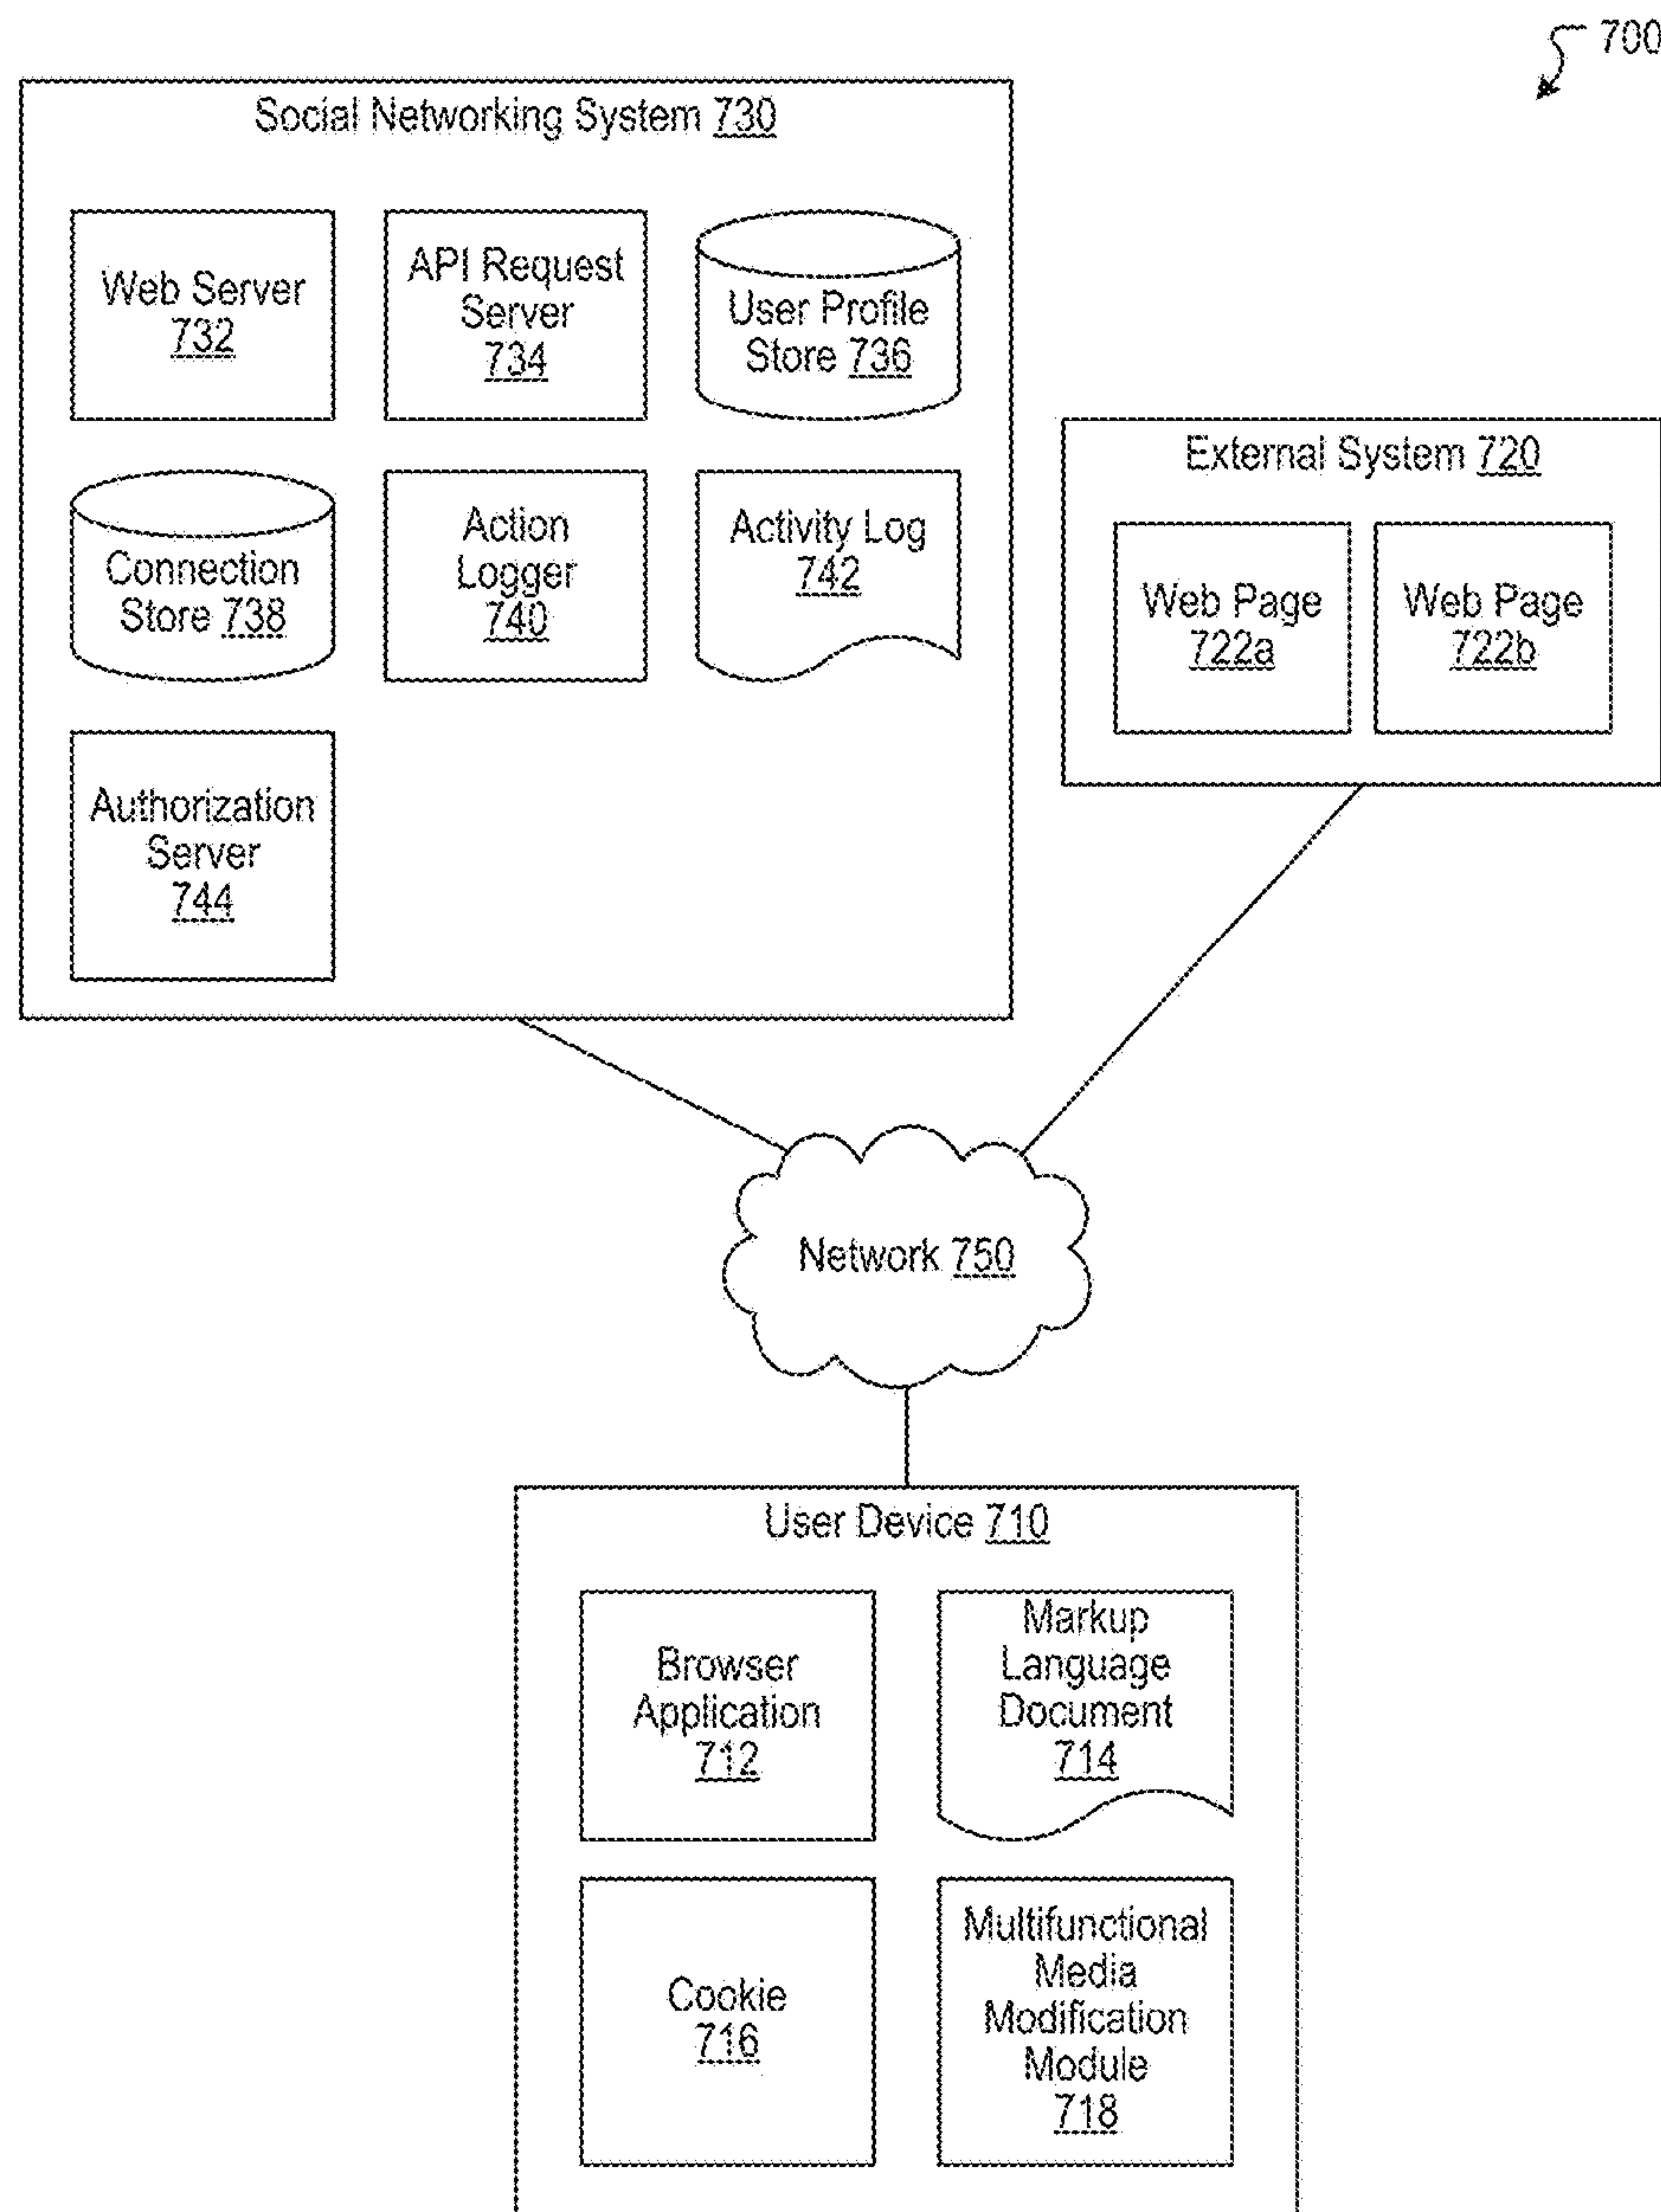 700
Social Networking System 730
Web Server
732
API Request
Server
734
User Profile
Store 736
Connection
Store 738
Action
Logger
740
Activity Log
742
Authorization
Server
744
External System 720
Web Page
722a
Web Page
722b
Network 750
User Device 710
Browser
Application
712
Markup
Language
Document
714
Cookie
716
Multifunctional
Media
Modification
Module
718